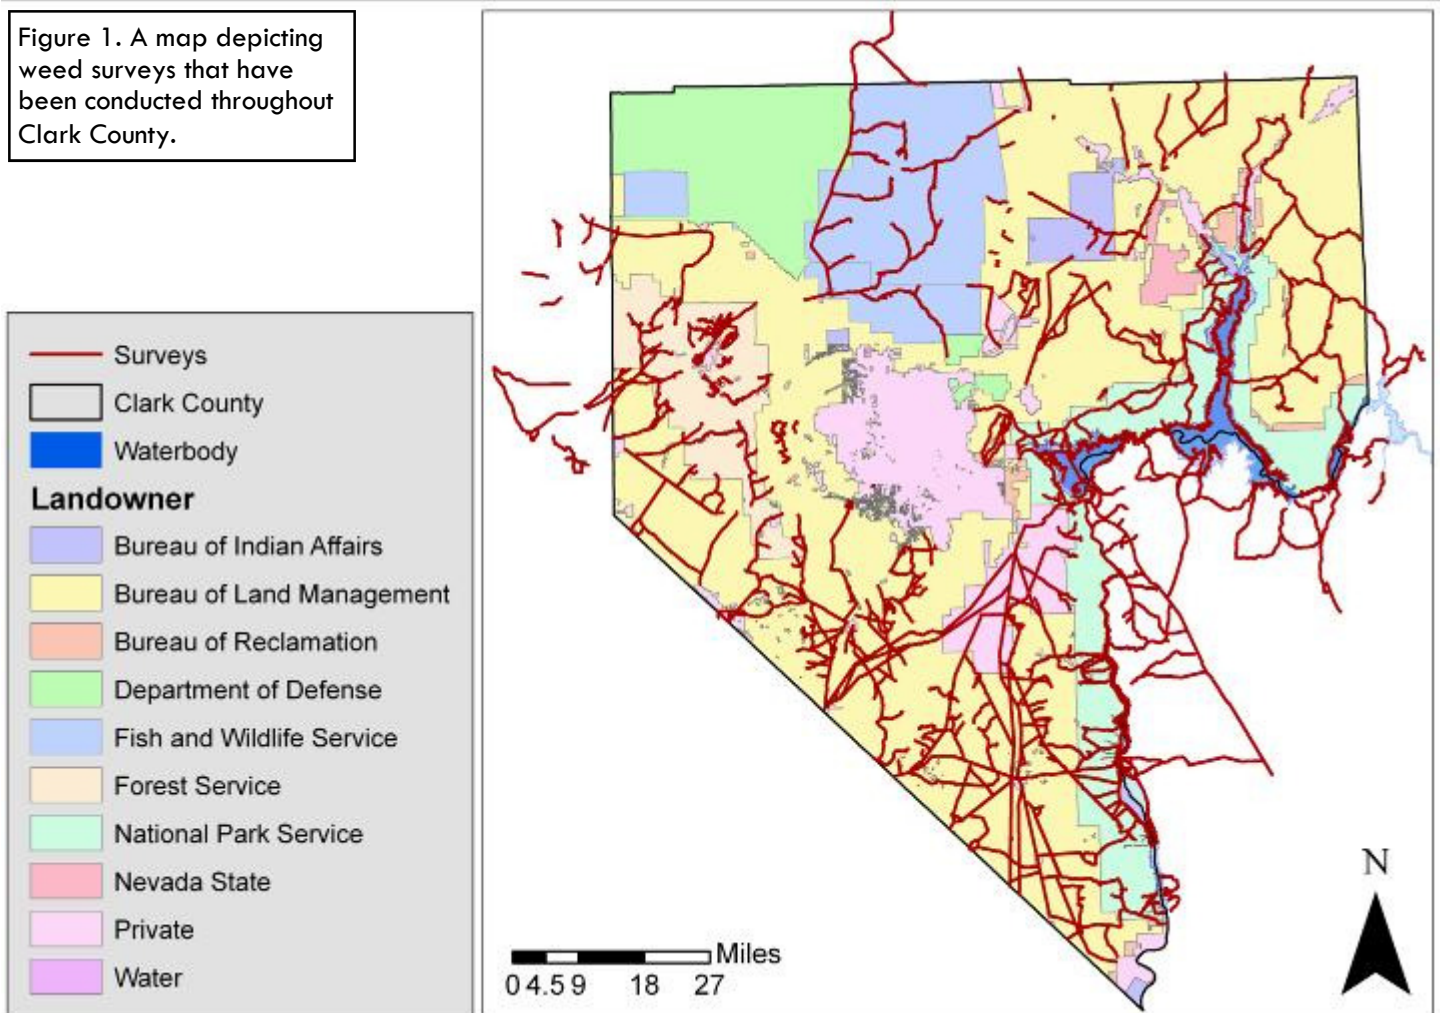 Figure 1. A map depicting
weed surveys that have
been conducted throughout
Clark County.
Surveys
Clark County
Waterbody
Landowner
Bureau of Indian Affairs
Bureau of Land Management
Bureau of Reclamation
Department of Defense
Fish and Wildlife Service
Forest Service
National Park Service
Nevada State
Private
Water
Miles
0 4.5 9 18 27
N